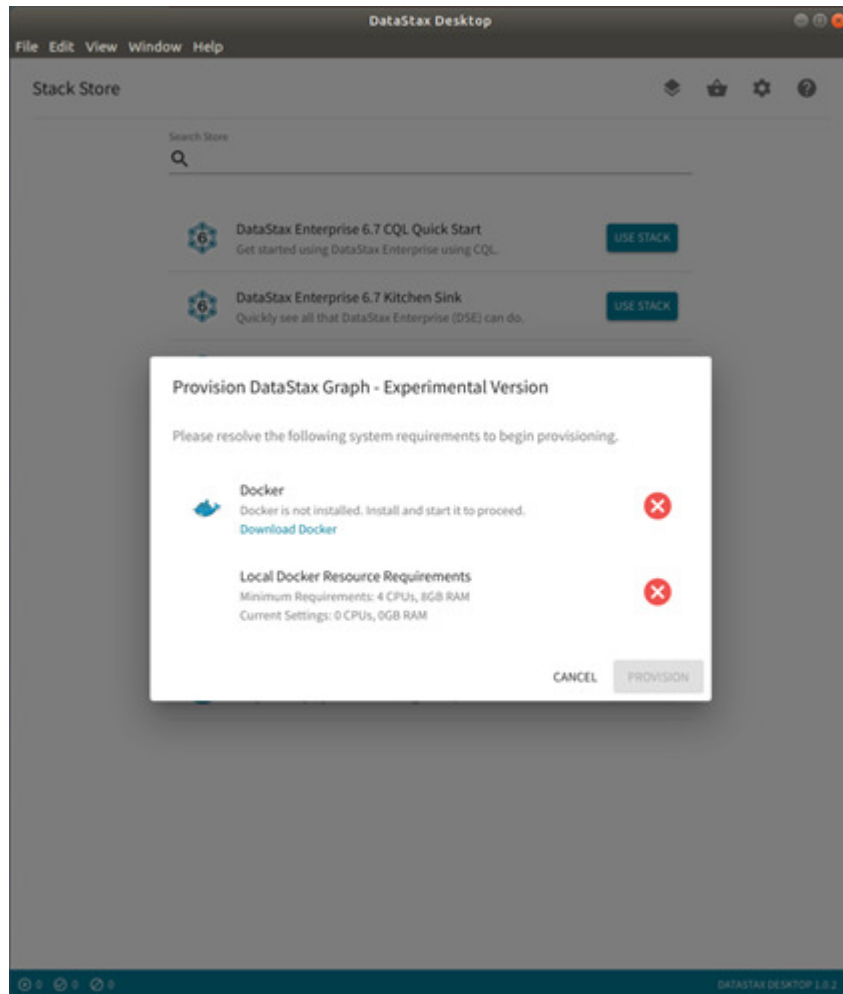 DataStax Desktop
File Edit View Window Help
Stack Store
Search Store
6
DataStax Enterprise 6.7 CQL Quick Start
Get started using DataStax Enterprise using CQL.
USE STACK
6
DataStax Enterprise 6.7 Kitchen Sink
Quickly see all that DataStax Enterprise (DSE) can do.
USE STACK
Provision DataStax Graph - Experimental Version
Please resolve the following system requirements to begin provisioning.
Docker
Docker is not installed. Install and start it to proceed.
Download Docker
Local Docker Resource Requirements
Minimum Requirements: 4 CPUs, 8GB RAM
Current Settings: 0 CPUs, 0GB RAM
CANCEL PROVISION
0 0 0 DATASTAX DESKTOP 1.0.2